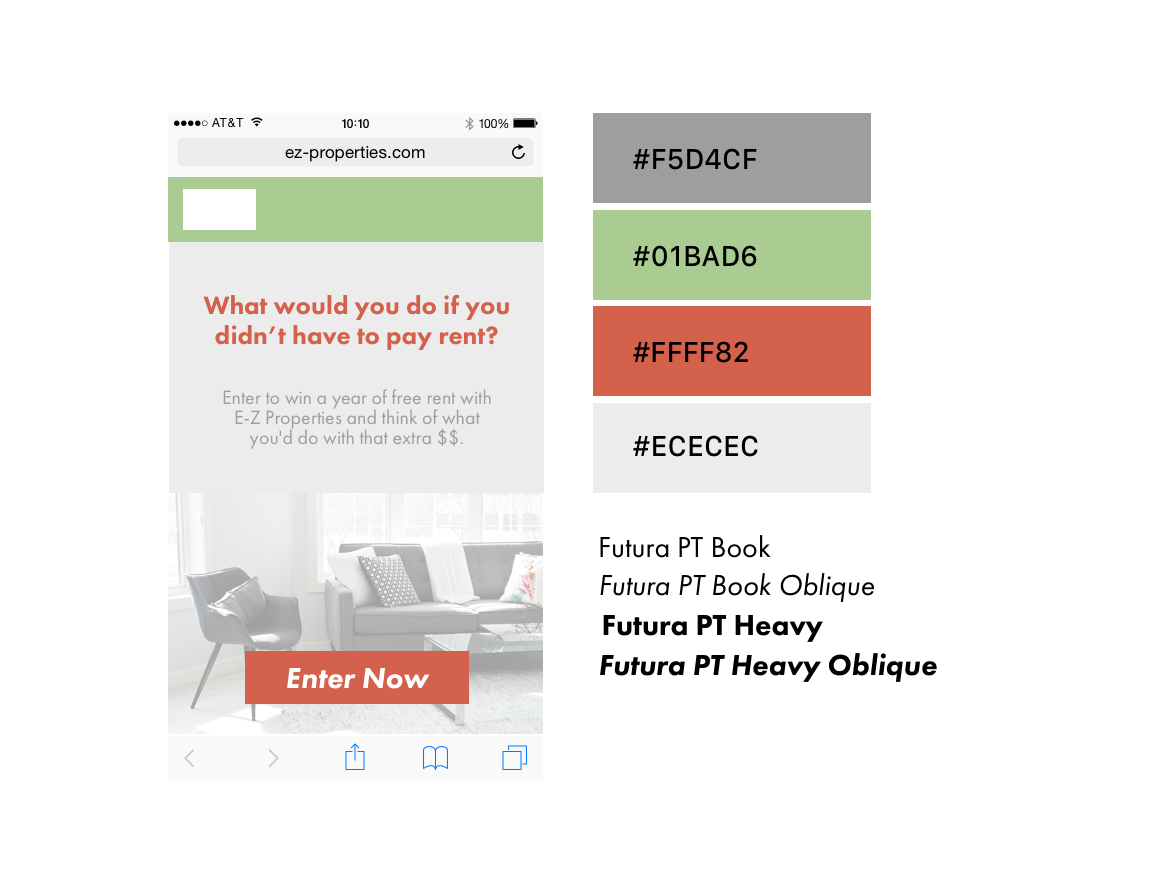 AT&T 10:10 100%
ez-properties.com
What would you do if you
didn’t have to pay rent?
Enter to win a year of free rent with
E-Z Properties and think of what
you'd do with that extra $$.
Enter Now
#F5D4CF
#01BAD6
#FFFF82
#ECECEC
Futura PT Book
Futura PT Book Oblique
Futura PT Heavy
Futura PT Heavy Oblique